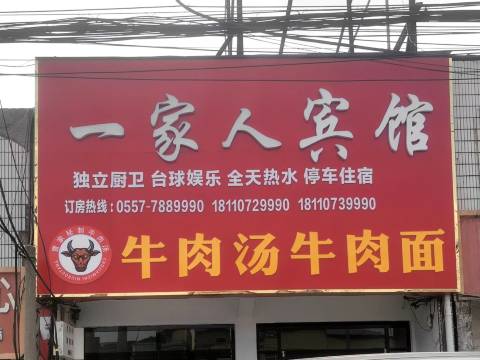 一家人宾馆
独立厨卫 台球娱乐 全天热水 停车住宿
订房热线：0557-7889990 18110729990 18110739990
牛肉汤牛肉面